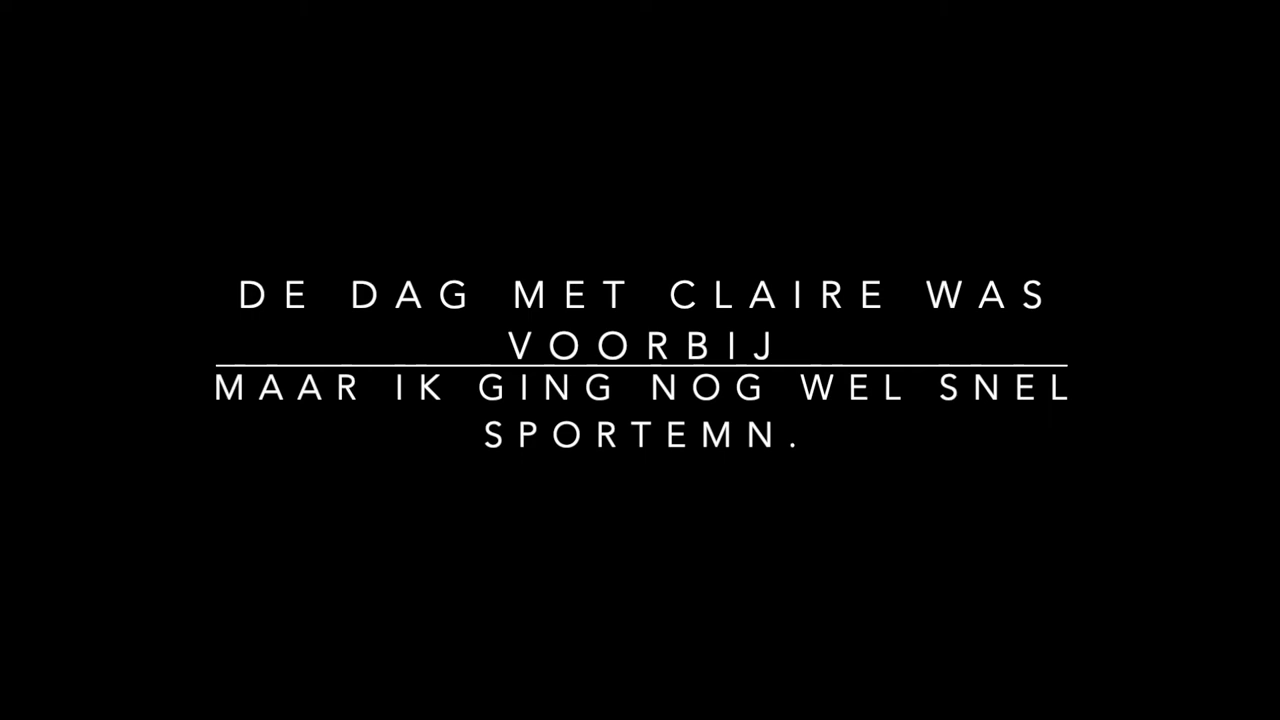 DE DAG MET CLAIRE WAS
VOORBIJ
MAAR IK GING NOG WEL SNEL
SPORTEMN.